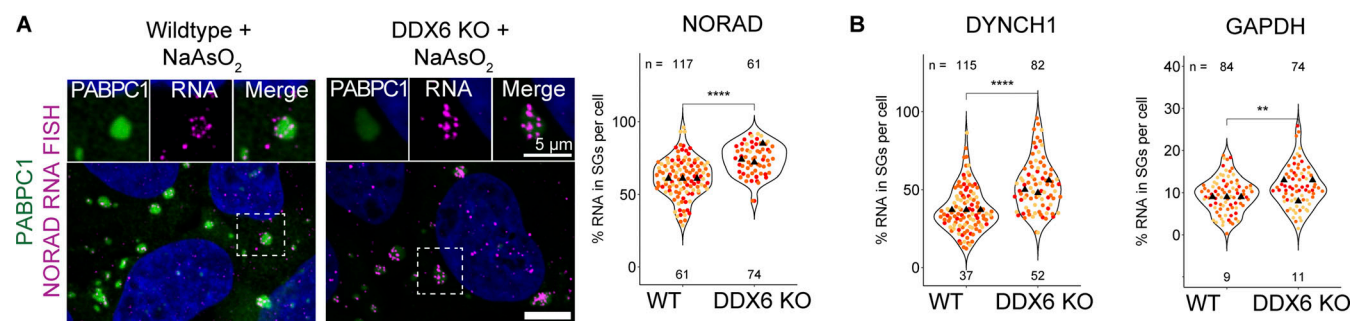 A
Wildtype +
NaAsO2
DDX6 KO +
NaAsO2
PABPC1
RNA
Merge
PABPC1
RNA
Merge
5 µm
PABPC1
NORAD RNA FISH
NORAD
n = 117 61
****
% RNA in SGs per cell
100
50
0
61 74
WT DDX6 KO
B
DYNCH1
n = 115 82
****
% RNA in SGs per cell
100
50
0
37 52
WT DDX6 KO
GAPDH
40
n = 84 74
**
% RNA in SGs per cell
30
20
10
0
9 11
WT DDX6 KO